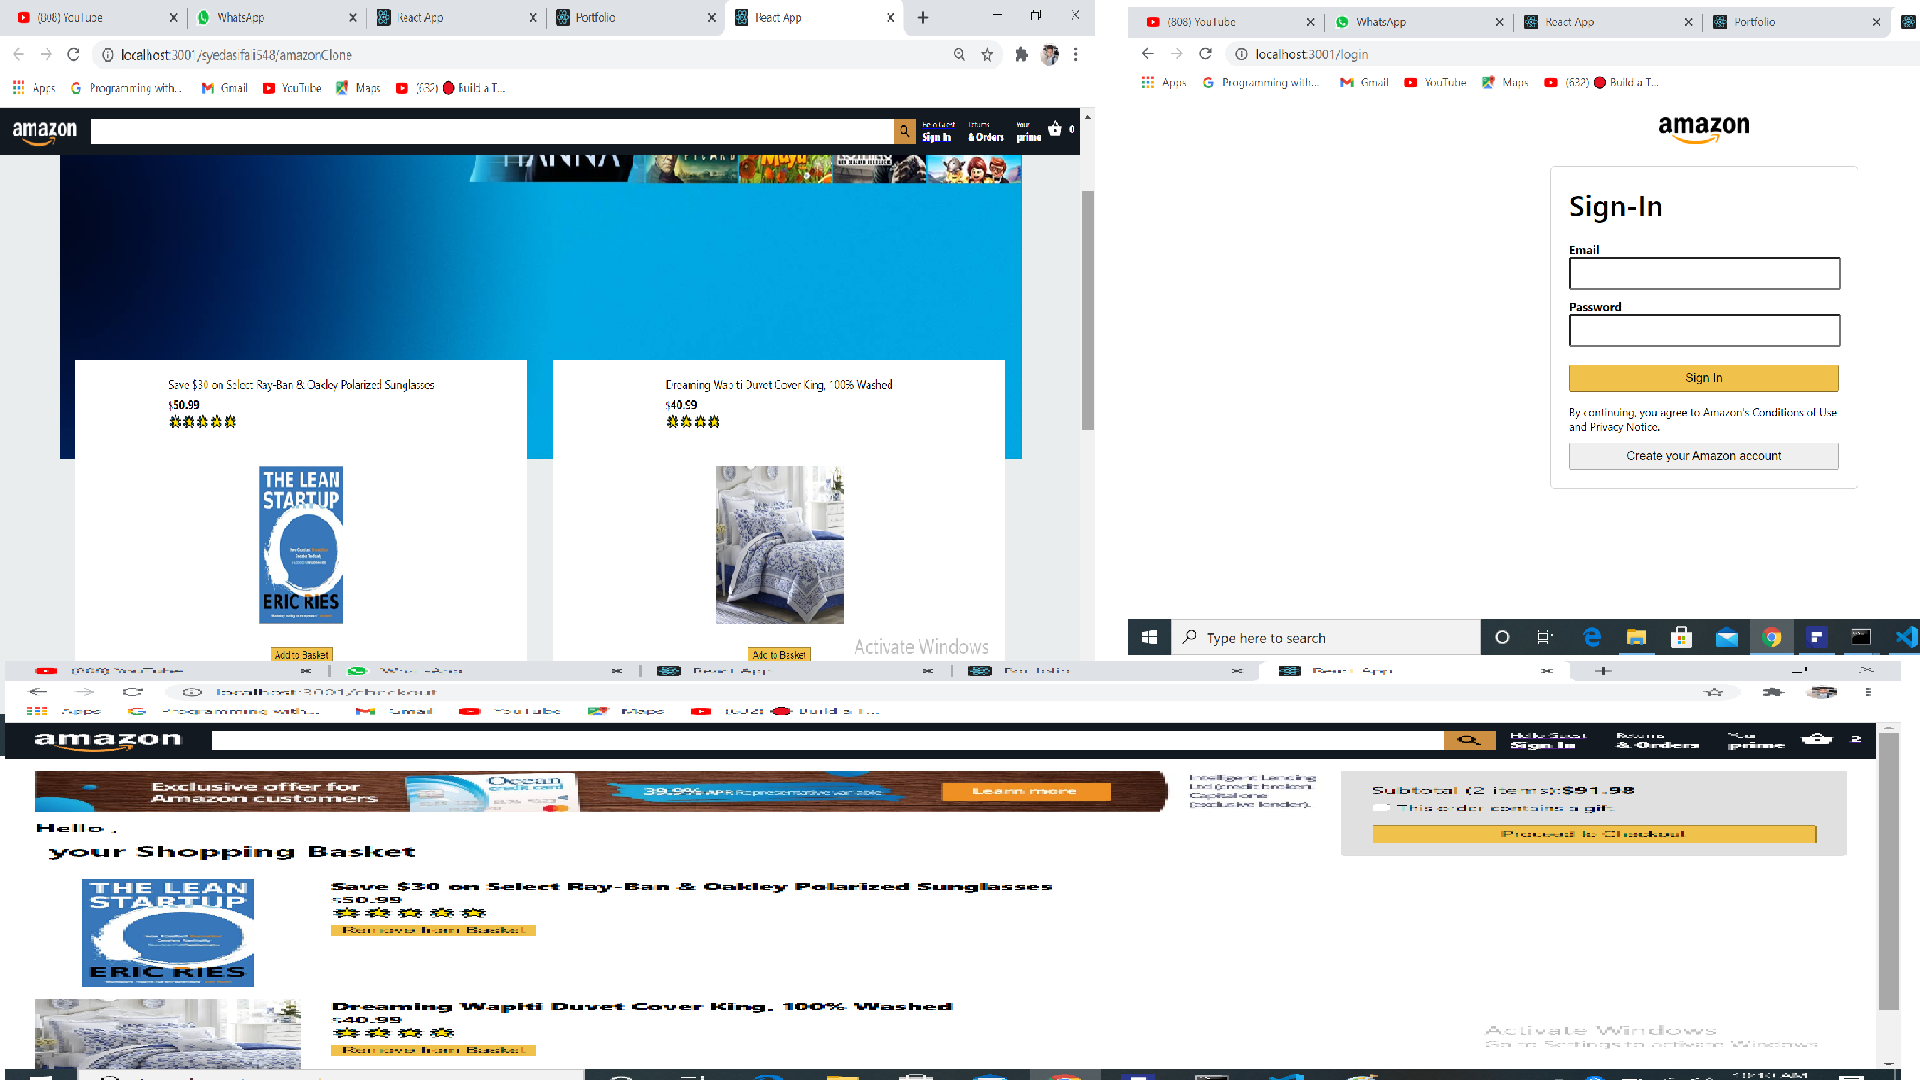 (808) YouTube
WhatsApp
React App
Portfolio
React App
localhost:3001/syedasifali548/amazonClone
Apps
Programming with...
Gmail
YouTube
Maps
(632)
Build a T...
amazon
Hello Guest
Sign In
Returns
& Orders
Your
prime
0
HANNA
PICARD
Save $30 on Select Ray-Ban & Oakley Polarized Sunglasses
$50.99
THE LEAN
STARTUP
ERIC RIES
Add to Basket
Dreaming Wapiti Duvet Cover King, 100% Washed
$40.99
Add to Basket
Activate Windows
(808) YouTube
WhatsApp
React App
Portfolio
localhost:3001/login
Apps
Programming with...
Gmail
YouTube
Maps
(632)
Build a T...
amazon
Sign-In
Email
Password
Sign In
By continuing, you agree to Amazon's Conditions of Use
and Privacy Notice.
Create your Amazon account
Type here to search
YouTube
WhatsApp
React App
Portfolio
React App
localhost:3001/checkout
Apps
Programming with...
Gmail
YouTube
Maps
(632)
Build a T...
amazon
Hello Guest
Sign In
Returns
& Orders
Your
prime
2
Exclusive offer for
Amazon customers
Ocean
credit card
39.9% APR Representative variable
Learn more
Intelligent Lending
Ltd (credit broker).
Capital one
(exclusive lender).
Subtotal (2 items):$91.98
This order contains a gift
Proceed to Checkout
Hello ,
your Shopping Basket
THE LEAN
STARTUP
ERIC RIES
Save $30 on Select Ray-Ban & Oakley Polarized Sunglasses
$50.99
Remove from Basket
Dreaming Wapiti Duvet Cover King, 100% Washed
$40.99
Remove from Basket
Activate Windows
Go to Settings to activate Windows.